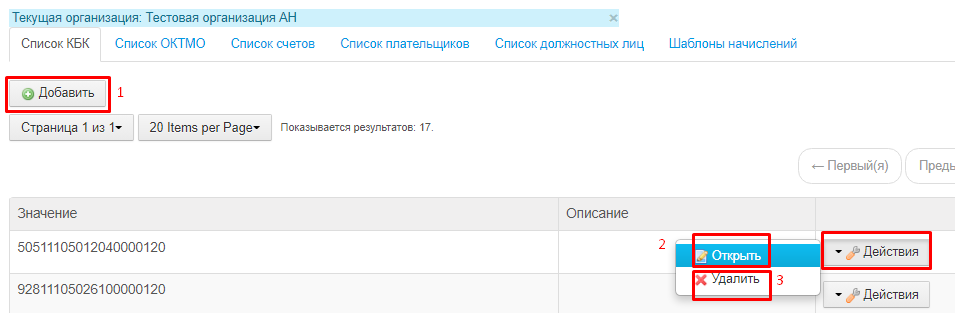 Текущая организация: Тестовая организация АН ×
Список КБК Список ОКТМО Список счетов Список плательщиков Список должностных лиц Шаблоны начислений
Добавить 1
Страница 1 из 1 20 Items per Page Показывается результатов: 17.
← Первый(я) Преды
Значение Описание
50511105012040000120 2 Открыть Действия
Удалить 3
92811105026100000120 Действия